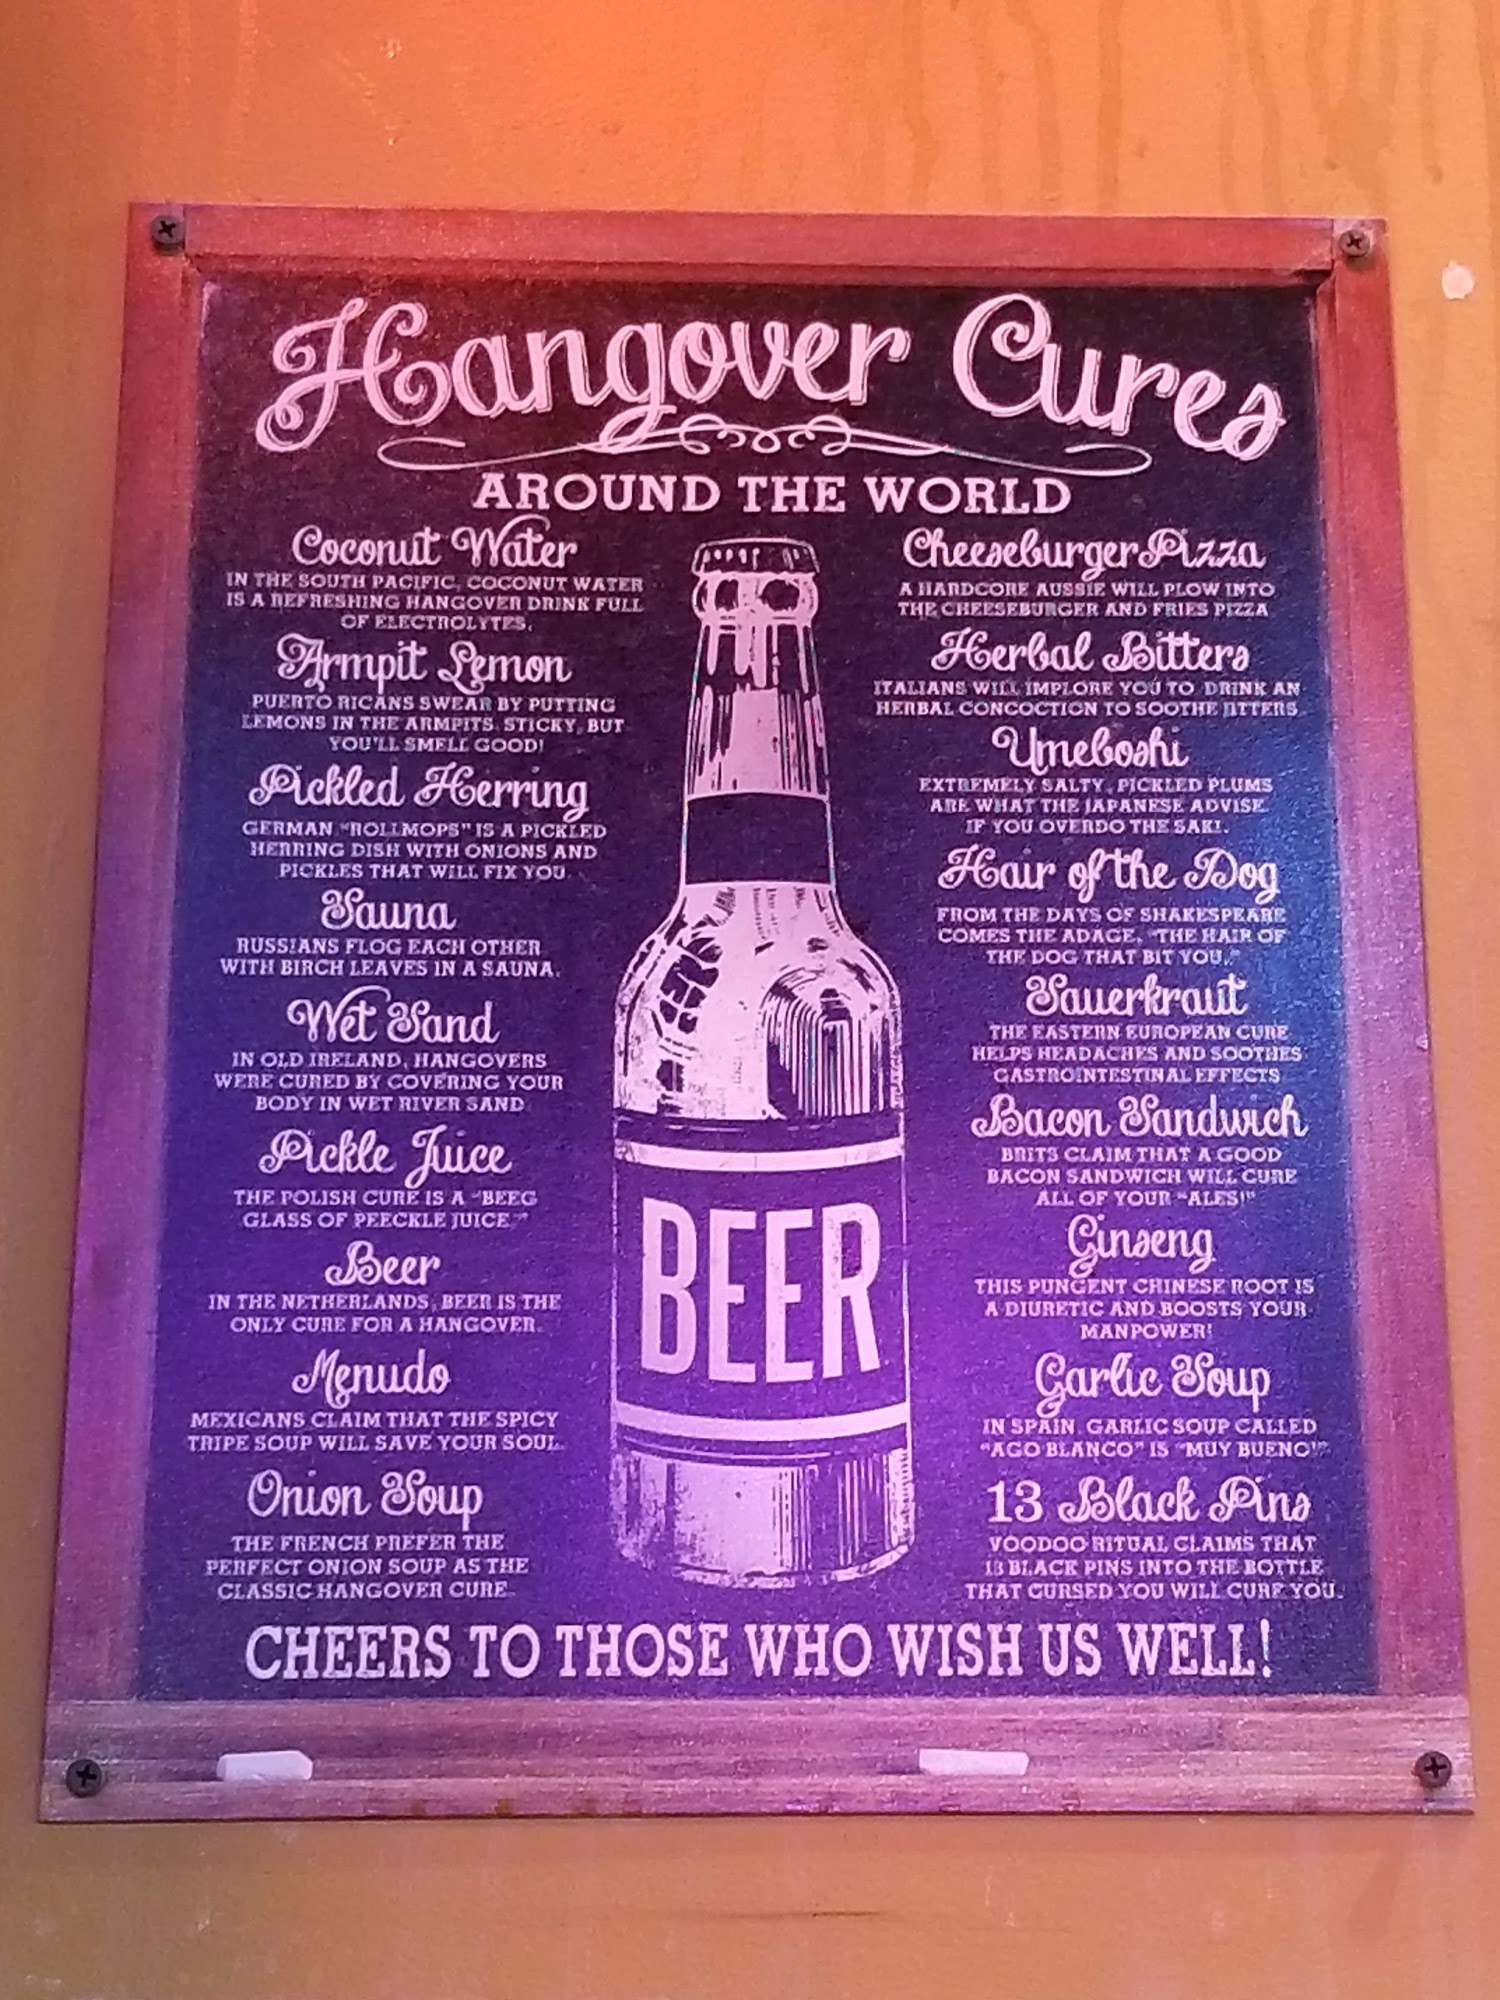 Hangover Cures
AROUND THE WORLD
Coconut Water
IN THE SOUTH PACIFIC, COCONUT WATER
IS A REFRESHING HANGOVER DRINK FULL
OF ELECTROLYTES.
Armpit Lemon
PUERTO RICANS SWEAR BY PUTTING
LEMONS IN THE ARMPITS. STICKY, BUT
YOU'LL SMELL GOOD!
Pickled Herring
GERMAN "ROLLMOPS" IS A PICKLED
HERRING DISH WITH ONIONS AND
PICKLES THAT WILL FIX YOU.
Sauna
RUSSIANS FLOG EACH OTHER
WITH BIRCH LEAVES IN A SAUNA.
Wet Sand
IN OLD IRELAND, HANGOVERS
WERE CURED BY COVERING YOUR
BODY IN WET RIVER SAND
Pickle Juice
THE POLISH CURE IS A "BEEG
GLASS OF PEECKLE JUICE."
Beer
IN THE NETHERLANDS, BEER IS THE
ONLY CURE FOR A HANGOVER.
Menudo
MEXICANS CLAIM THAT THE SPICY
TRIPE SOUP WILL SAVE YOUR SOUL.
Onion Soup
THE FRENCH PREFER THE
PERFECT ONION SOUP AS THE
CLASSIC HANGOVER CURE.
BEER
Cheeseburger Pizza
A HARDCORE AUSSIE WILL PLOW INTO
THE CHEESEBURGER AND FRIES PIZZA
Herbal Bitters
ITALIANS WILL IMPLORE YOU TO DRINK AN
HERBAL CONCOCTION TO SOOTHE JITTERS.
Umeboshi
EXTREMELY SALTY, PICKLED PLUMS
ARE WHAT THE JAPANESE ADVISE
IF YOU OVERDO THE SAKI.
Hair of the Dog
FROM THE DAYS OF SHAKESPEARE
COMES THE ADAGE, "THE HAIR OF
THE DOG THAT BIT YOU."
Sauerkraut
THE EASTERN EUROPEAN CURE
HELPS HEADACHES AND SOOTHES
GASTROINTESTINAL EFFECTS
Bacon Sandwich
BRITS CLAIM THAT A GOOD
BACON SANDWICH WILL CURE
ALL OF YOUR "ALES!"
Ginseng
THIS PUNGENT CHINESE ROOT IS
A DIURETIC AND BOOSTS YOUR
MANPOWER!
Garlic Soup
IN SPAIN, GARLIC SOUP CALLED
"AGO BLANCO" IS "MUY BUENO!"
13 Black Pins
VOODOO RITUAL CLAIMS THAT
13 BLACK PINS INTO THE BOTTLE
THAT CURSED YOU WILL CURE YOU.
CHEERS TO THOSE WHO WISH US WELL!